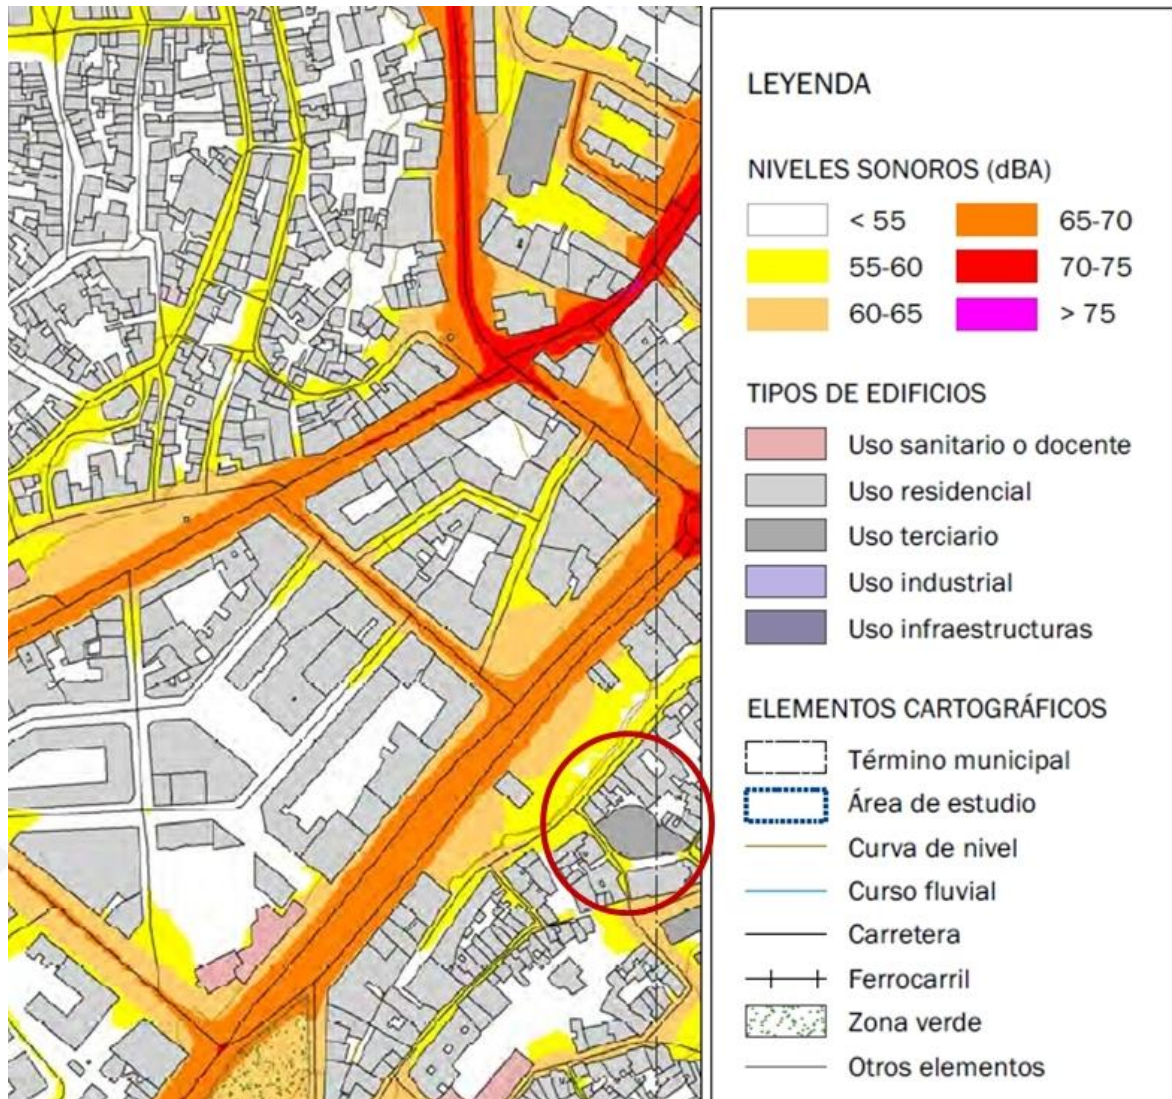 LEYENDA
NIVELES SONOROS (dBA)
< 55
65-70
55-60
70-75
60-65
> 75
TIPOS DE EDIFICIOS
Uso sanitario o docente
Uso residencial
Uso terciario
Uso industrial
Uso infraestructuras
ELEMENTOS CARTOGRÁFICOS
Término municipal
Área de estudio
Curva de nivel
Curso fluvial
Carretera
Ferrocarril
Zona verde
Otros elementos